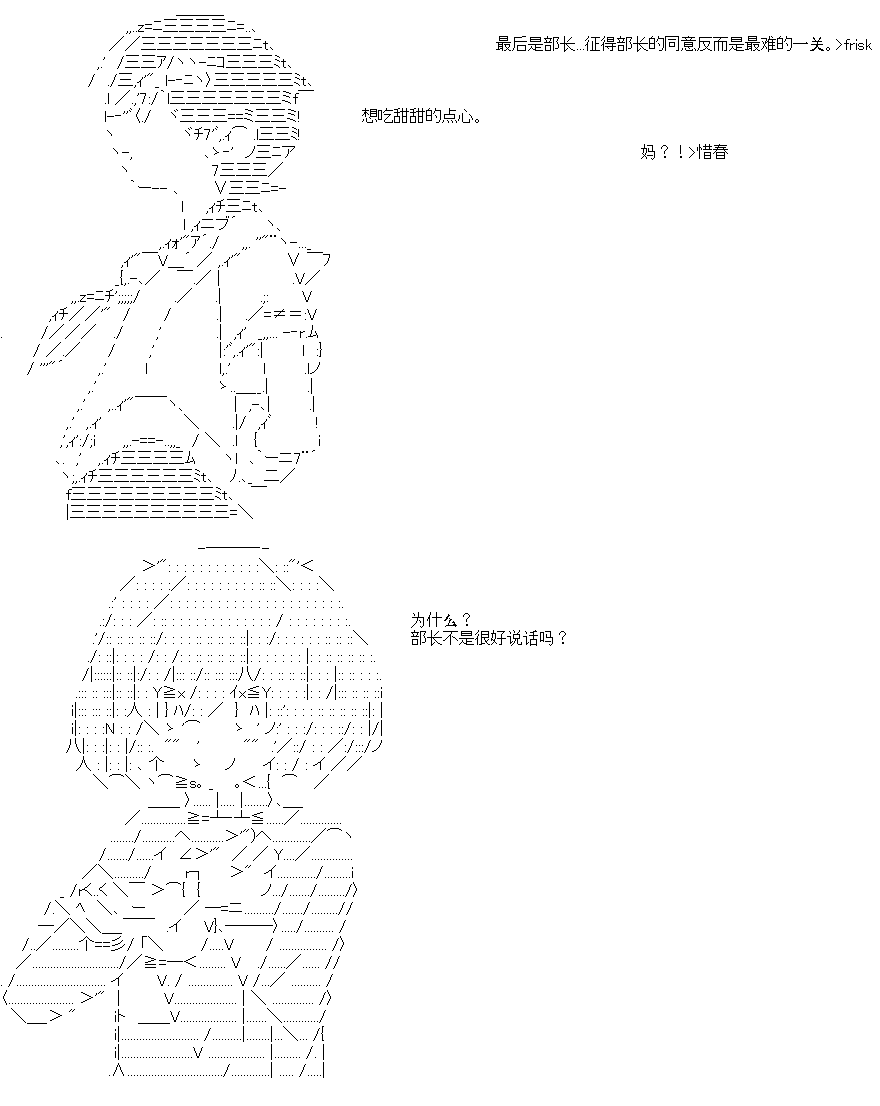 最后是部长...征得部长的同意反而是最难的一关。>frisk
想吃甜甜的点心。
妈？！>惜春
为什么？
部长不是很好说话吗？